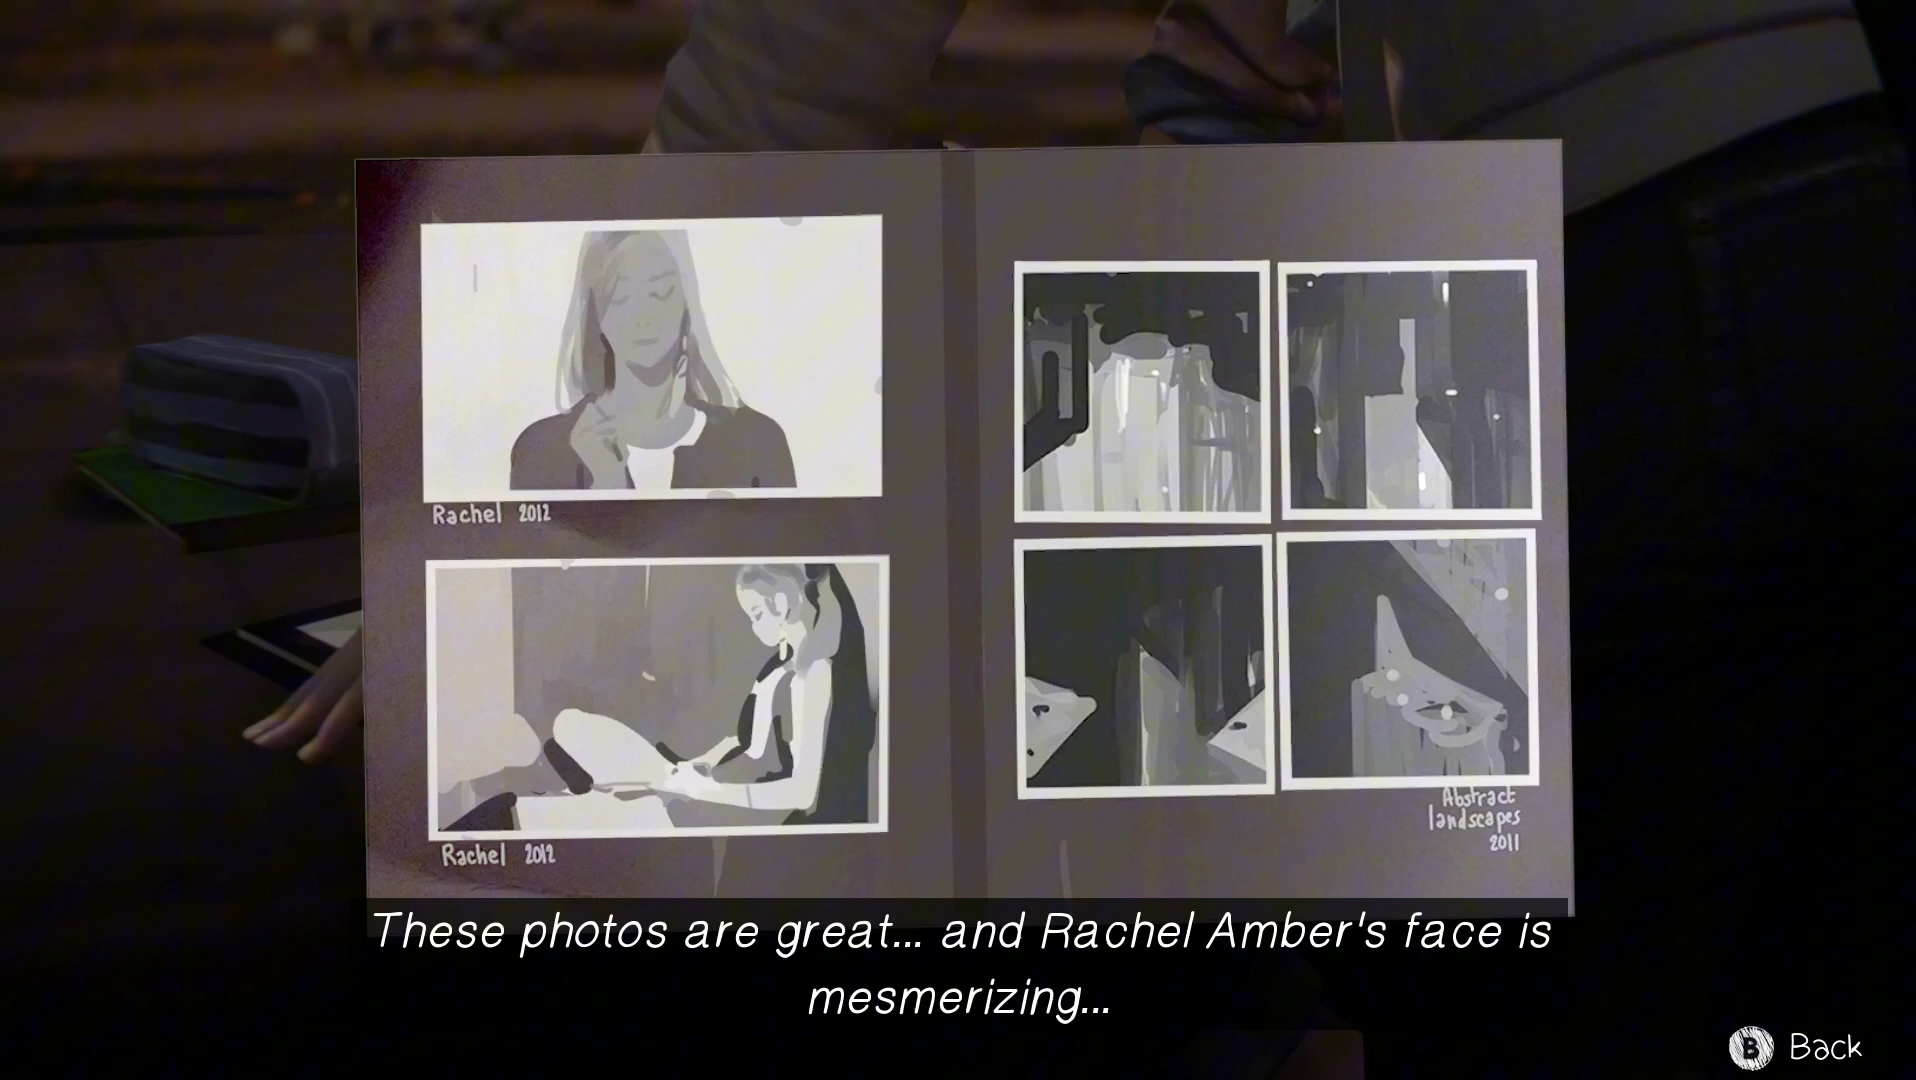 Rachel 2012
Rachel 2012
Abstract
landscapes
2011
These photos are great... and Rachel Amber's face is
mesmerizing...
B Back